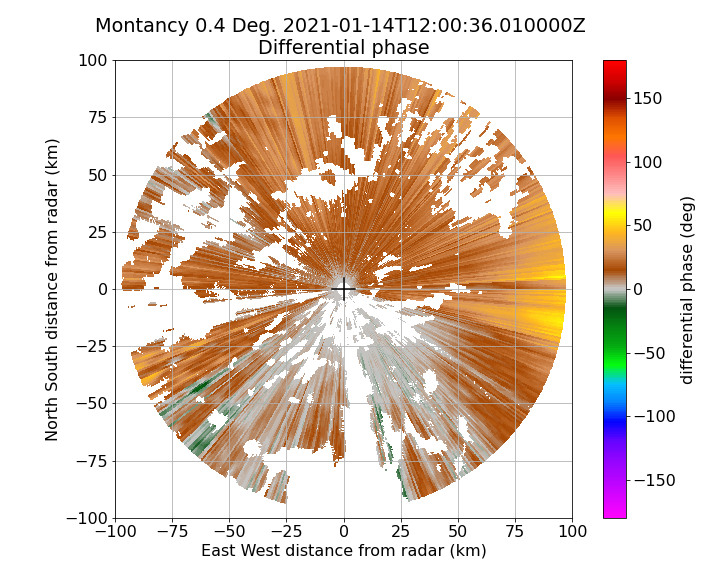 Montancy 0.4 Deg. 2021-01-14T12:00:36.010000Z
Differential phase
100
75
50
25
0
−25
−50
−75
−100
North South distance from radar (km)
−100 −75 −50 −25 0 25 50 75 100
East West distance from radar (km)
150
100
50
0
−50
−100
−150
differential phase (deg)